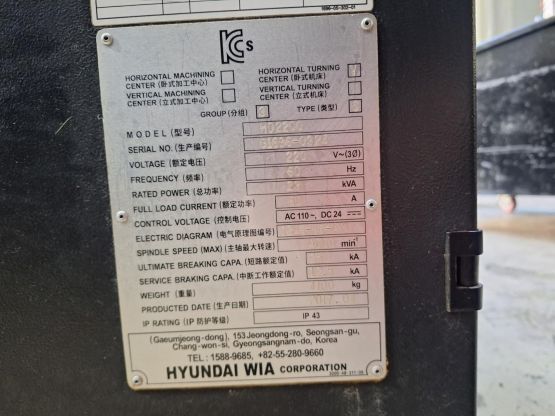 KCs
HORIZONTAL MACHINING
CENTER (卧式加工中心)
HORIZONTAL TURNING
CENTER (卧式机床)
VERTICAL MACHINING
CENTER (立式加工中心)
VERTICAL TURNING
CENTER (立式机床)
GROUP (分组) TYPE (类型)
MODEL (型号)
SERIAL NO. (生产编号)
VOLTAGE (额定电压) 220 V~(3Ø)
FREQUENCY (频率) 60 Hz
RATED POWER (总功率) kVA
FULL LOAD CURRENT (额定功率) A
CONTROL VOLTAGE (控制电压) AC 110~, DC 24
ELECTRIC DIAGRAM (电气原理图编号)
SPINDLE SPEED (MAX) (主轴最大转速) min⁻¹
ULTIMATE BREAKING CAPA. (短路额定值) kA
SERVICE BRAKING CAPA. (中断工作额定值) kA
WEIGHT (重量) kg
PRODUCTED DATE (生产日期)
IP RATING (IP 防护等级) IP 43
(Gaeumjeong-dong), 153 Jeongdong-ro, Seongsan-gu,
Chang-won-si, Gyeongsangnam-do, Korea
TEL: 1588-9685, +82-55-280-9660
HYUNDAI WIA CORPORATION